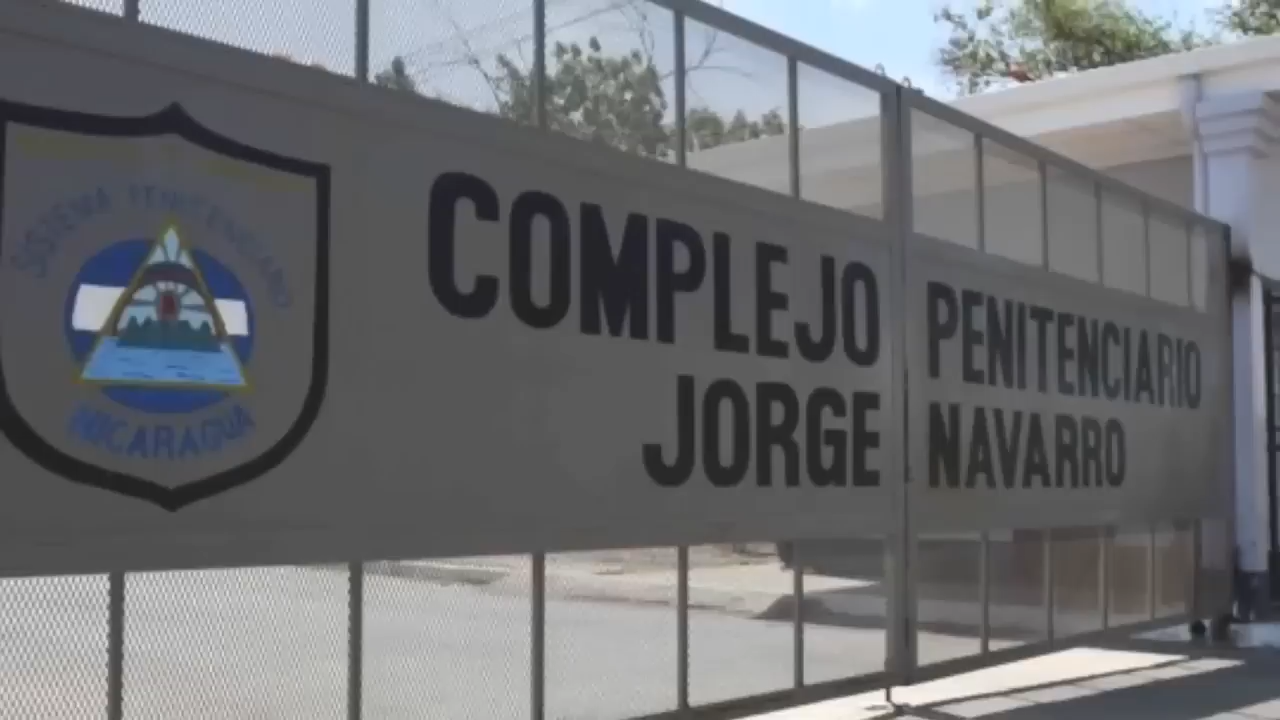 SISTEMA PENITENCIARIO
NICARAGUA
COMPLEJO PENITENCIARIO
JORGE NAVARRO